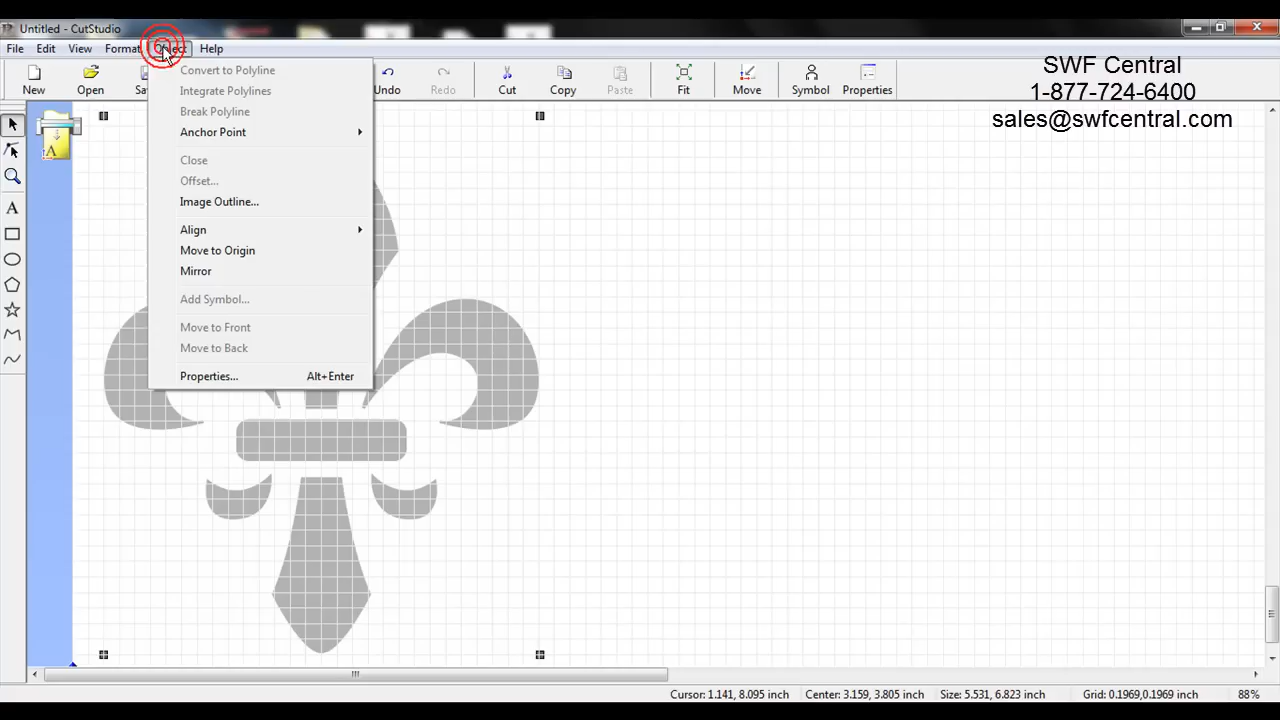 Untitled - CutStudio
File Edit View Format Object Help
SWF Central
1-877-724-6400
sales@swfcentral.com
New Open Undo Redo Cut Copy Paste Fit Move Symbol Properties
Convert to Polyline
Integrate Polylines
Break Polyline
Anchor Point
Close
Offset...
Image Outline...
Align
Move to Origin
Mirror
Add Symbol...
Move to Front
Move to Back
Properties... Alt+Enter
A
A
Cursor: 1.141, 8.095 inch Center: 3.159, 3.805 inch Size: 5.531, 6.823 inch Grid: 0.1969,0.1969 inch 88%